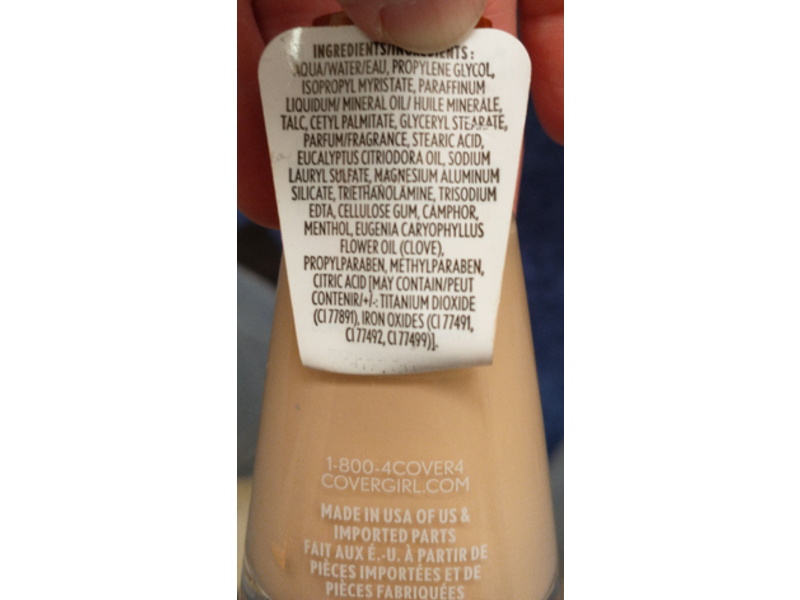 INGREDIENTS/INGRÉDIENTS :
AQUA/WATER/EAU, PROPYLENE GLYCOL,
ISOPROPYL MYRISTATE, PARAFFINUM
LIQUIDUM/ MINERAL OIL/ HUILE MINERALE,
TALC, CETYL PALMITATE, GLYCERYL STEARATE,
PARFUM/FRAGRANCE, STEARIC ACID,
EUCALYPTUS CITRIODORA OIL, SODIUM
LAURYL SULFATE, MAGNESIUM ALUMINUM
SILICATE, TRIETHANOLAMINE, TRISODIUM
EDTA, CELLULOSE GUM, CAMPHOR,
MENTHOL, EUGENIA CARYOPHYLLUS
FLOWER OIL (CLOVE),
PROPYLPARABEN, METHYLPARABEN,
CITRIC ACID [MAY CONTAIN/PEUT
CONTENIR/+/-: TITANIUM DIOXIDE
(CI 77891), IRON OXIDES (CI 77491,
CI 77492, CI 77499)].
1-800-4COVER4
COVERGIRL.COM
MADE IN USA OF US &
IMPORTED PARTS
FAIT AUX É.-U. À PARTIR DE
PIÈCES IMPORTÉES ET DE
PIÈCES FABRIQUÉES